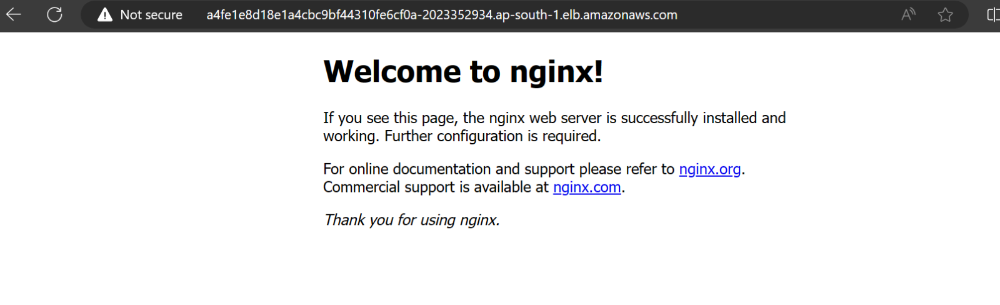 Not secure a4fe1e8d18e1a4cbc9bf44310fe6cf0a-2023352934.ap-south-1.elb.amazonaws.com A
Welcome to nginx!
If you see this page, the nginx web server is successfully installed and
working. Further configuration is required.
For online documentation and support please refer to nginx.org.
Commercial support is available at nginx.com.
Thank you for using nginx.